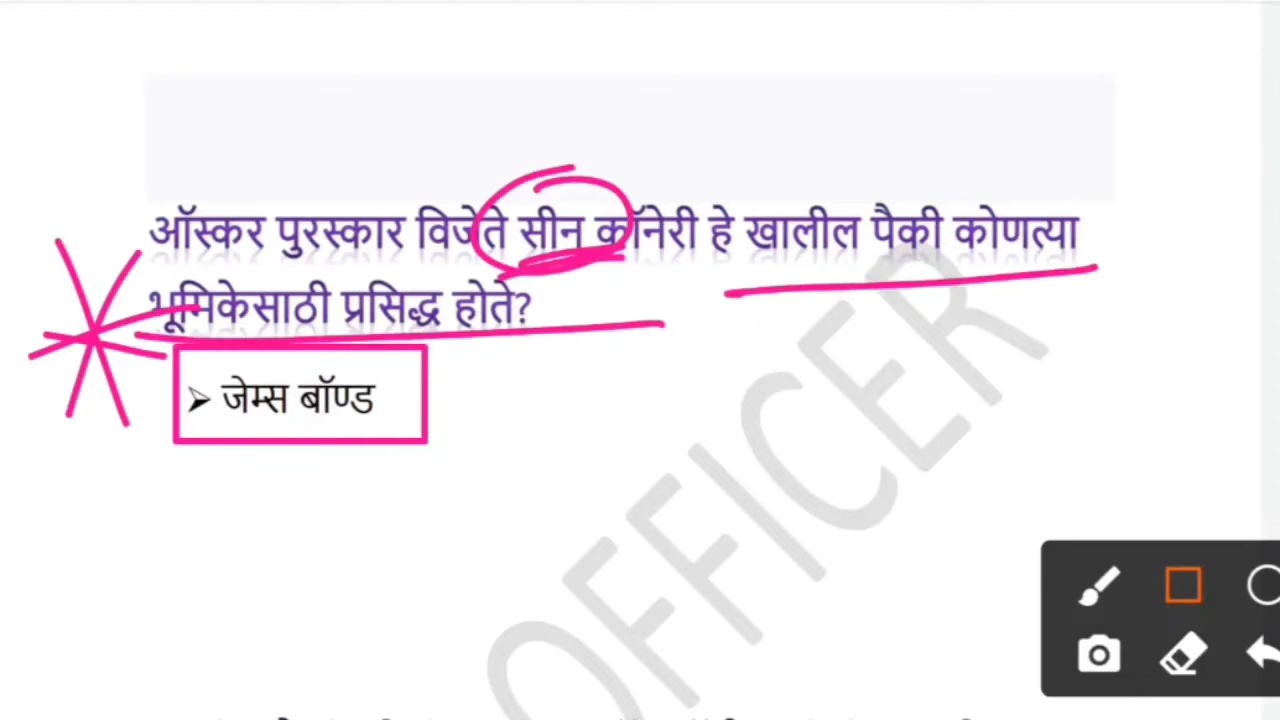 ऑस्कर पुरस्कार विजेते सीन कॉनेरी हे खालील पैकी कोणत्या
भूमिकेसाठी प्रसिद्ध होते?
➢ जेम्स बॉण्ड
OFFICER